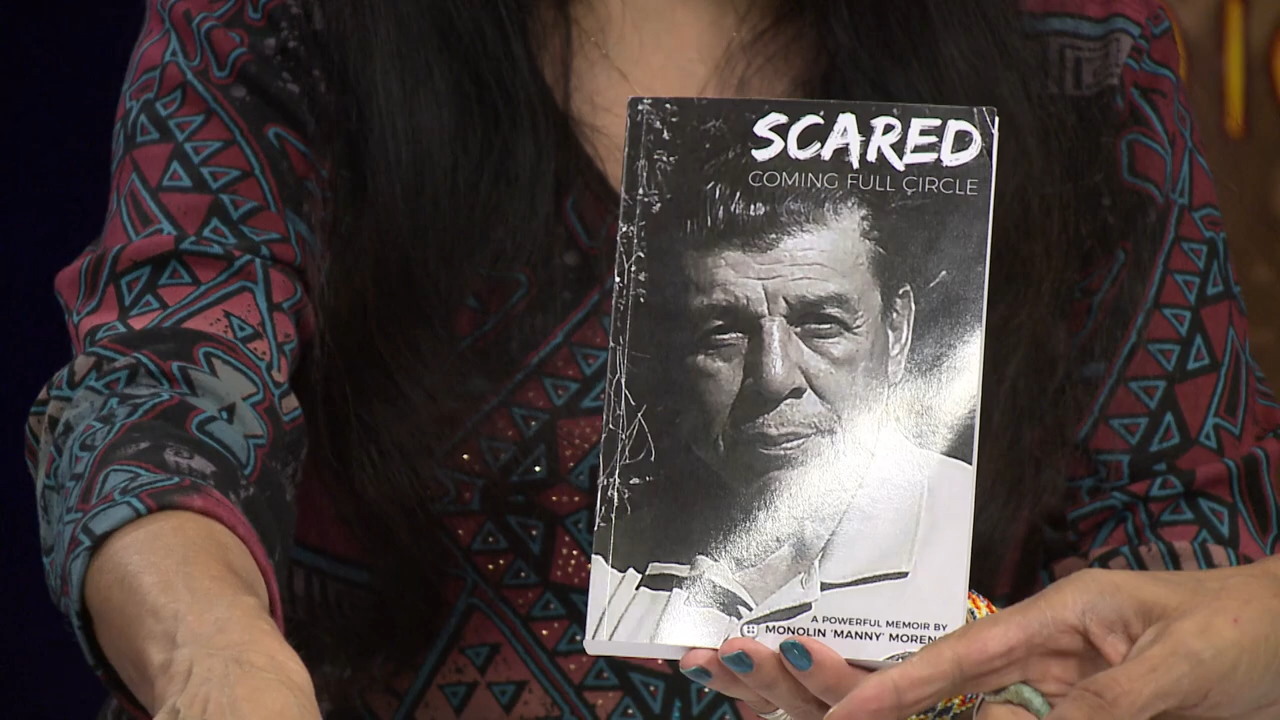 SCARED
COMING FULL CIRCLE
A POWERFUL MEMOIR BY
MONOLIN 'MANNY'